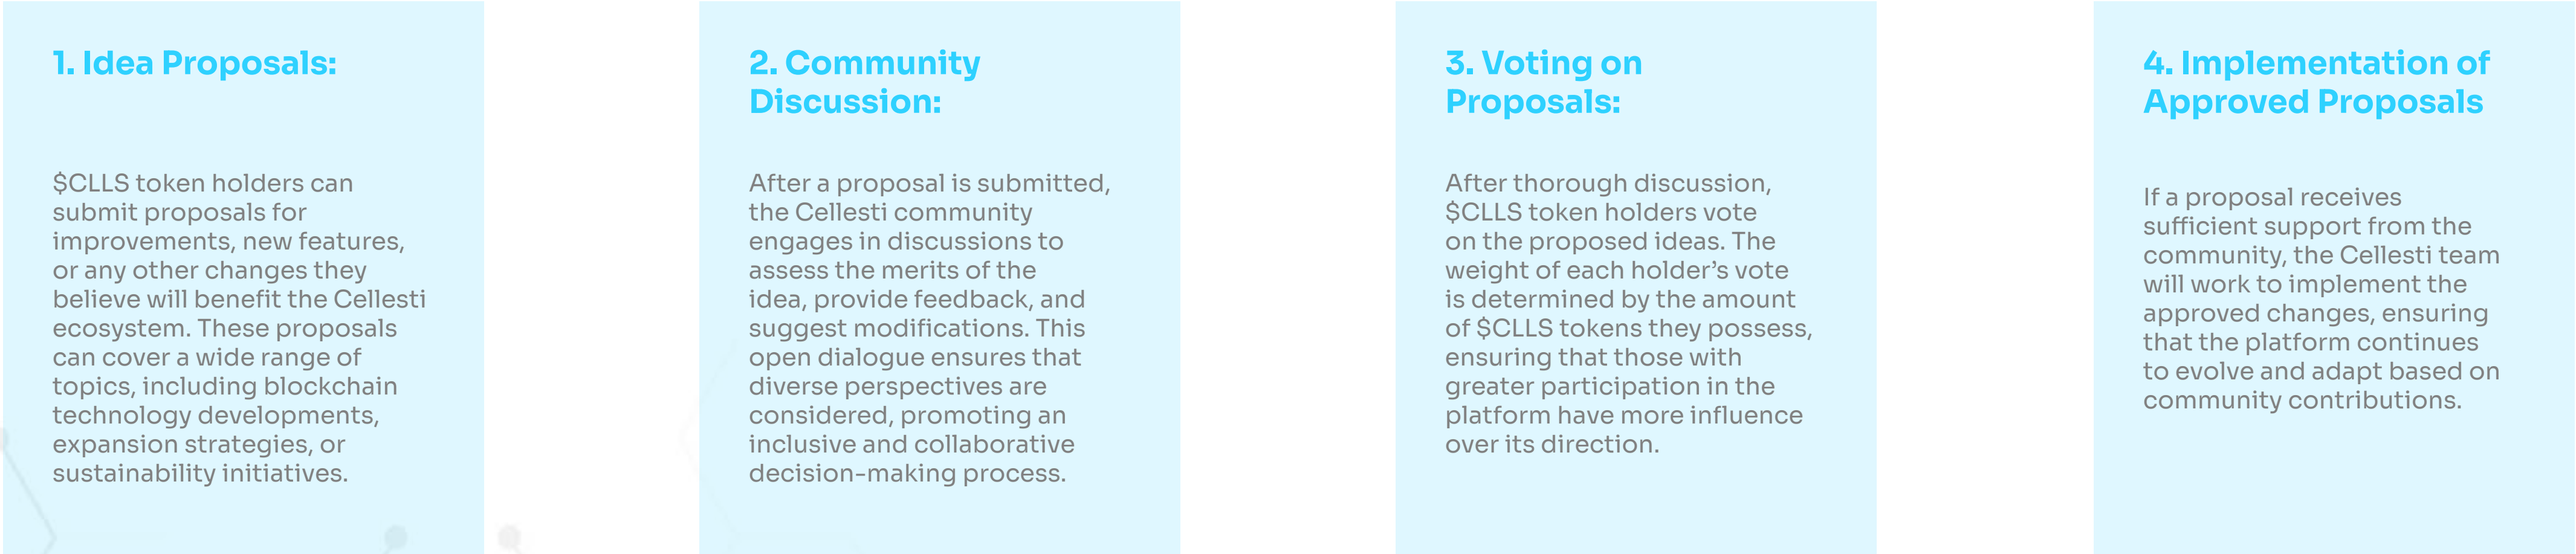 1. Idea Proposals:
$CLLS token holders can
submit proposals for
improvements, new features,
or any other changes they
believe will benefit the Cellesti
ecosystem. These proposals
can cover a wide range of
topics, including blockchain
technology developments,
expansion strategies, or
sustainability initiatives.
2. Community
Discussion:
After a proposal is submitted,
the Cellesti community
engages in discussions to
assess the merits of the
idea, provide feedback, and
suggest modifications. This
open dialogue ensures that
diverse perspectives are
considered, promoting an
inclusive and collaborative
decision-making process.
3. Voting on
Proposals:
After thorough discussion,
$CLLS token holders vote
on the proposed ideas. The
weight of each holder’s vote
is determined by the amount
of $CLLS tokens they possess,
ensuring that those with
greater participation in the
platform have more influence
over its direction.
4. Implementation of
Approved Proposals
If a proposal receives
sufficient support from the
community, the Cellesti team
will work to implement the
approved changes, ensuring
that the platform continues
to evolve and adapt based on
community contributions.